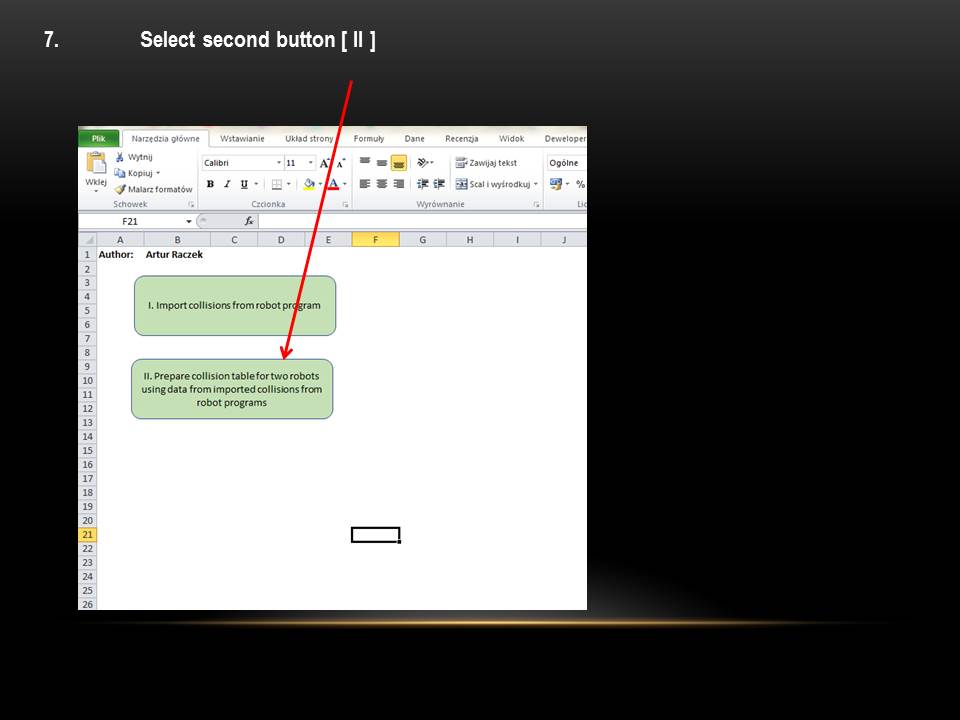 7. Select second button [ II ]
Plik Narzędzia główne Wstawianie Układ strony Formuły Dane Recenzja Widok Developer
Wklej
Wytnij
Kopiuj
Malarz formatów
Schowek
Calibri 11
B I U
Czcionka
Zawijaj tekst
Scal i wyśrodkuj
Wyrównanie
Ogólne
%
F21 fx
A B C D E F G H I J
1 Author: Artur Raczek
2
3
4
5
6
7
8
9
10
11
12
13
14
15
16
17
18
19
20
21
22
23
24
25
26
I. Import collisions from robot program
II. Prepare collision table for two robots
using data from imported collisions from
robot programs